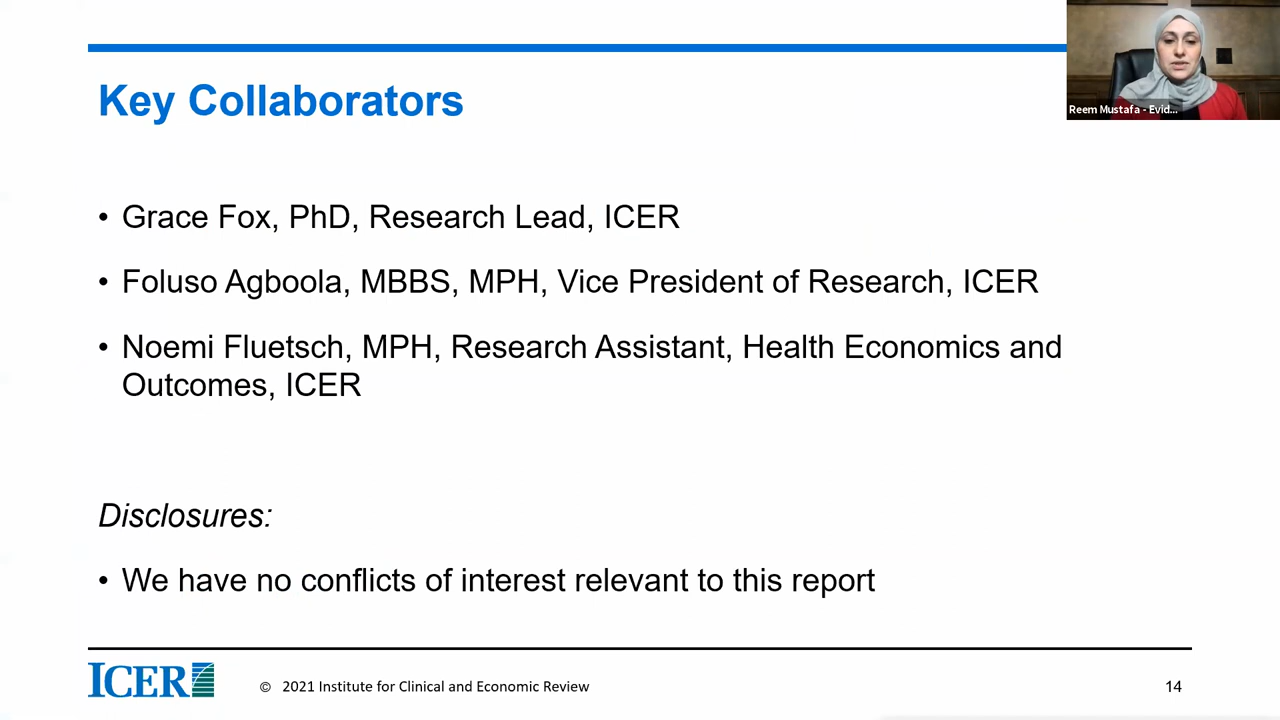 Key Collaborators
Reem Mustafa - Evid...
• Grace Fox, PhD, Research Lead, ICER
• Foluso Agboola, MBBS, MPH, Vice President of Research, ICER
• Noemi Fluetsch, MPH, Research Assistant, Health Economics and
Outcomes, ICER
Disclosures:
• We have no conflicts of interest relevant to this report
ICER
© 2021 Institute for Clinical and Economic Review
14